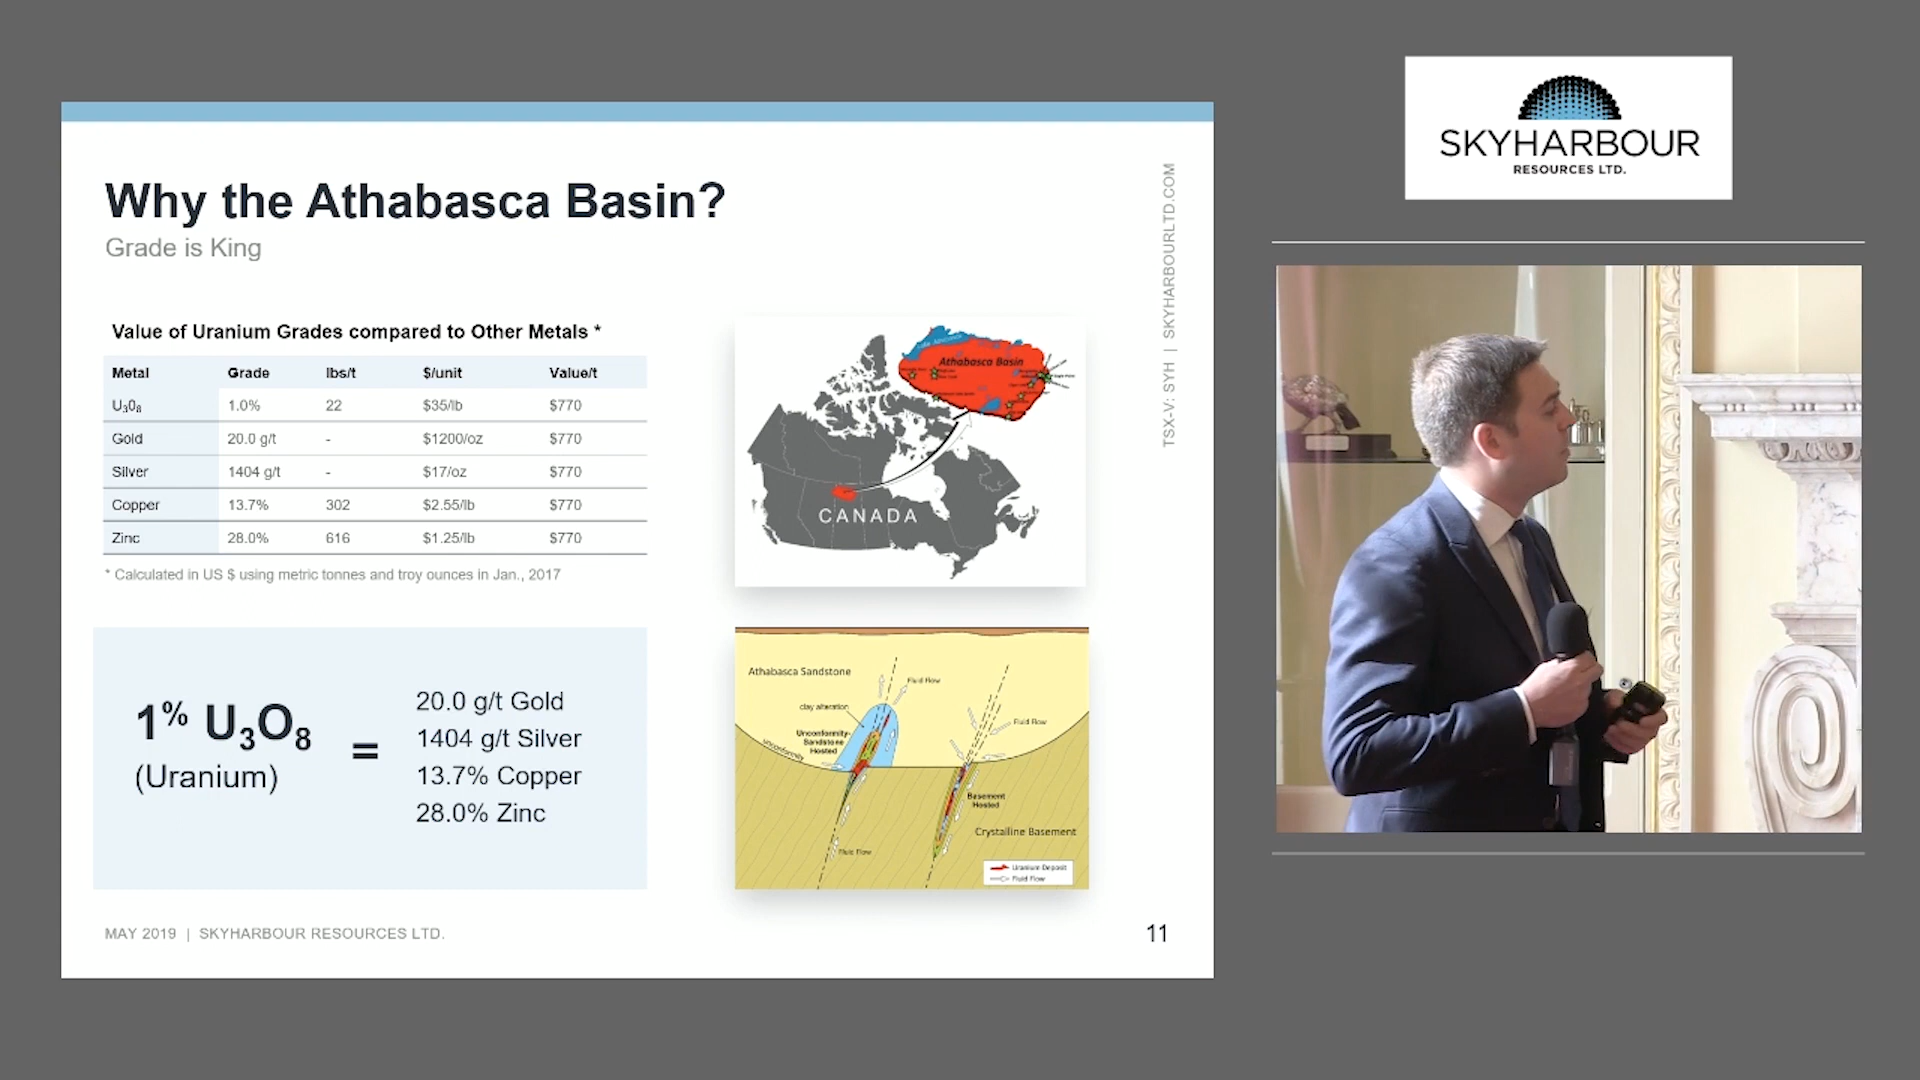 Why the Athabasca Basin?
Grade is King
Value of Uranium Grades compared to Other Metals *
Metal Grade lbs/t $/unit Value/t
U₃0₈ 1.0% 22 $35/lb $770
Gold 20.0 g/t - $1200/oz $770
Silver 1404 g/t - $17/oz $770
Copper 13.7% 302 $2.55/lb $770
Zinc 28.0% 616 $1.25/lb $770
* Calculated in US $ using metric tonnes and troy ounces in Jan., 2017
1% U₃O₈
(Uranium)
=
20.0 g/t Gold
1404 g/t Silver
13.7% Copper
28.0% Zinc
Athabasca Basin
CANADA
Athabasca Sandstone
Fluid Flow
clay alteration
Fluid Flow
Unconformity-
Sandstone
Hosted
unconformity
Basement
Hosted
Crystalline Basement
Fluid Flow
Uranium Deposit
Fluid Flow
TSX-V: SYH | SKYHARBOURLTD.COM
MAY 2019 | SKYHARBOUR RESOURCES LTD.
11
SKYHARBOUR
RESOURCES LTD.